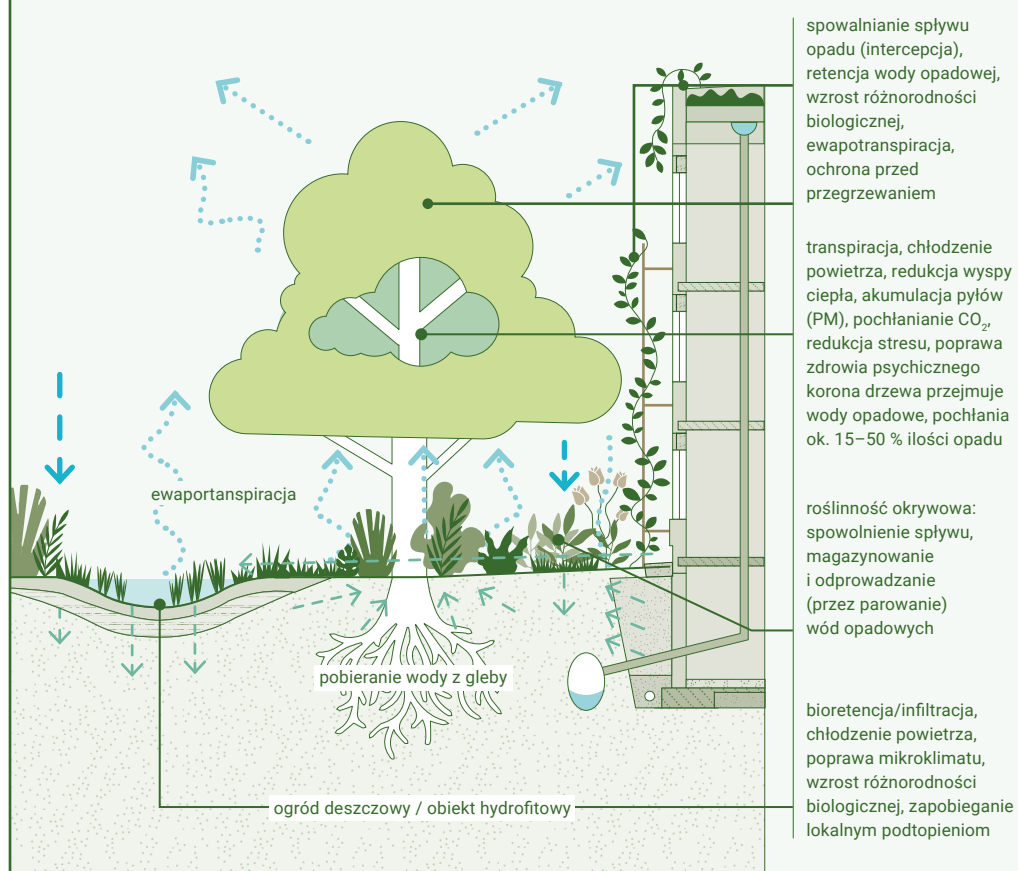 spowalnianie spływu
opadu (intercepcja),
retencja wody opadowej,
wzrost różnorodności
biologicznej,
ewapotranspiracja,
ochrona przed
przegrzewaniem
transpiracja, chłodzenie
powietrza, redukcja wyspy
ciepła, akumulacja pyłów
(PM), pochłanianie CO₂,
redukcja stresu, poprawa
zdrowia psychicznego
korona drzewa przejmuje
wody opadowe, pochłania
ok. 15–50 % ilości opadu
ewaportanspiracja
roślinność okrywowa:
spowolnienie spływu,
magazynowanie
i odprowadzanie
(przez parowanie)
wód opadowych
pobieranie wody z gleby
bioretencja/infiltracja,
chłodzenie powietrza,
poprawa mikroklimatu,
wzrost różnorodności
biologicznej, zapobieganie
lokalnym podtopieniom
ogród deszczowy / obiekt hydrofitowy